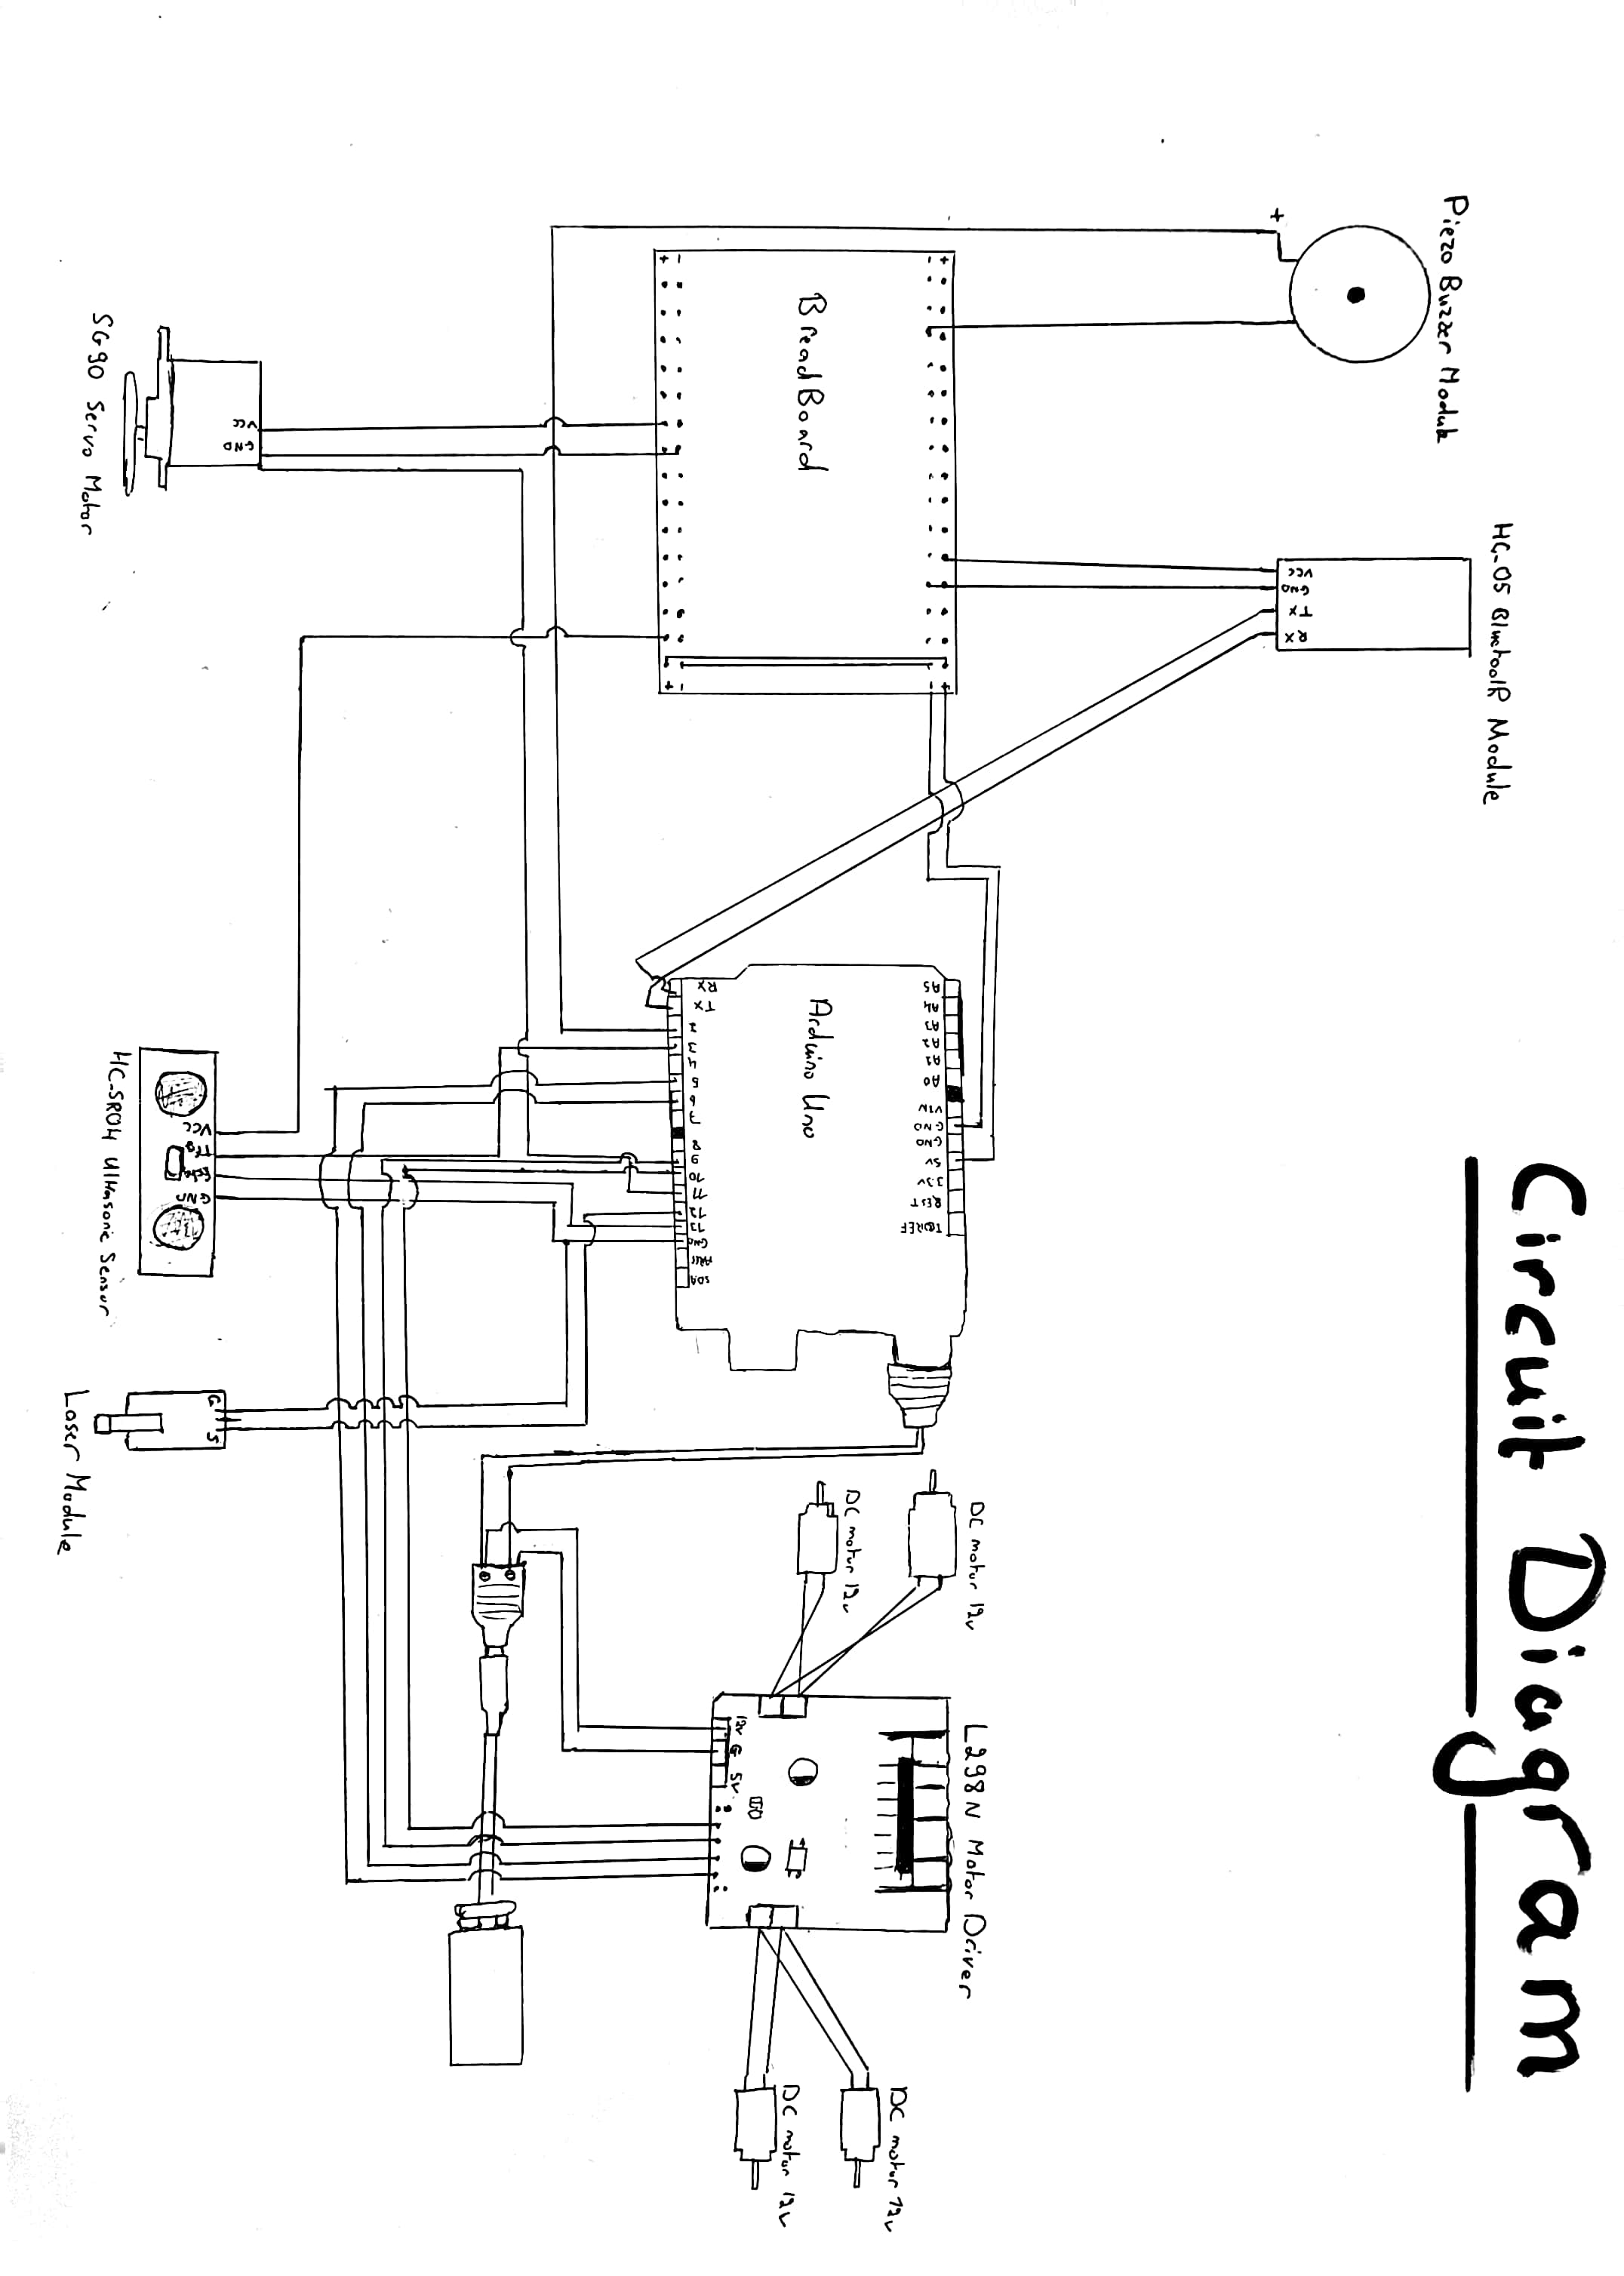 Circuit Diagram
Piezo Buzzer Module
+
HC-05 Bluetooth Module
VCC
GND
TX
RX
BreadBoard
+ -
- +
+ -
- +
SG90 Servo Motor
VCC
GND
Arduino Uno
A5
A4
A3
A2
A1
A0
VIN
GND
GND
5V
3.3V
REST
IOREF
RX
TX
2
3
4
5
6
7
8
9
10
11
12
13
GND
AREF
SDA
HC-SR04 Ultrasonic Sensor
VCC
Trg
Echo
GND
Laser Module
G
S
DC motor 12v
DC motor 12v
L298N Motor Driver
12v
G
5v
DC motor 12v
DC motor 12v